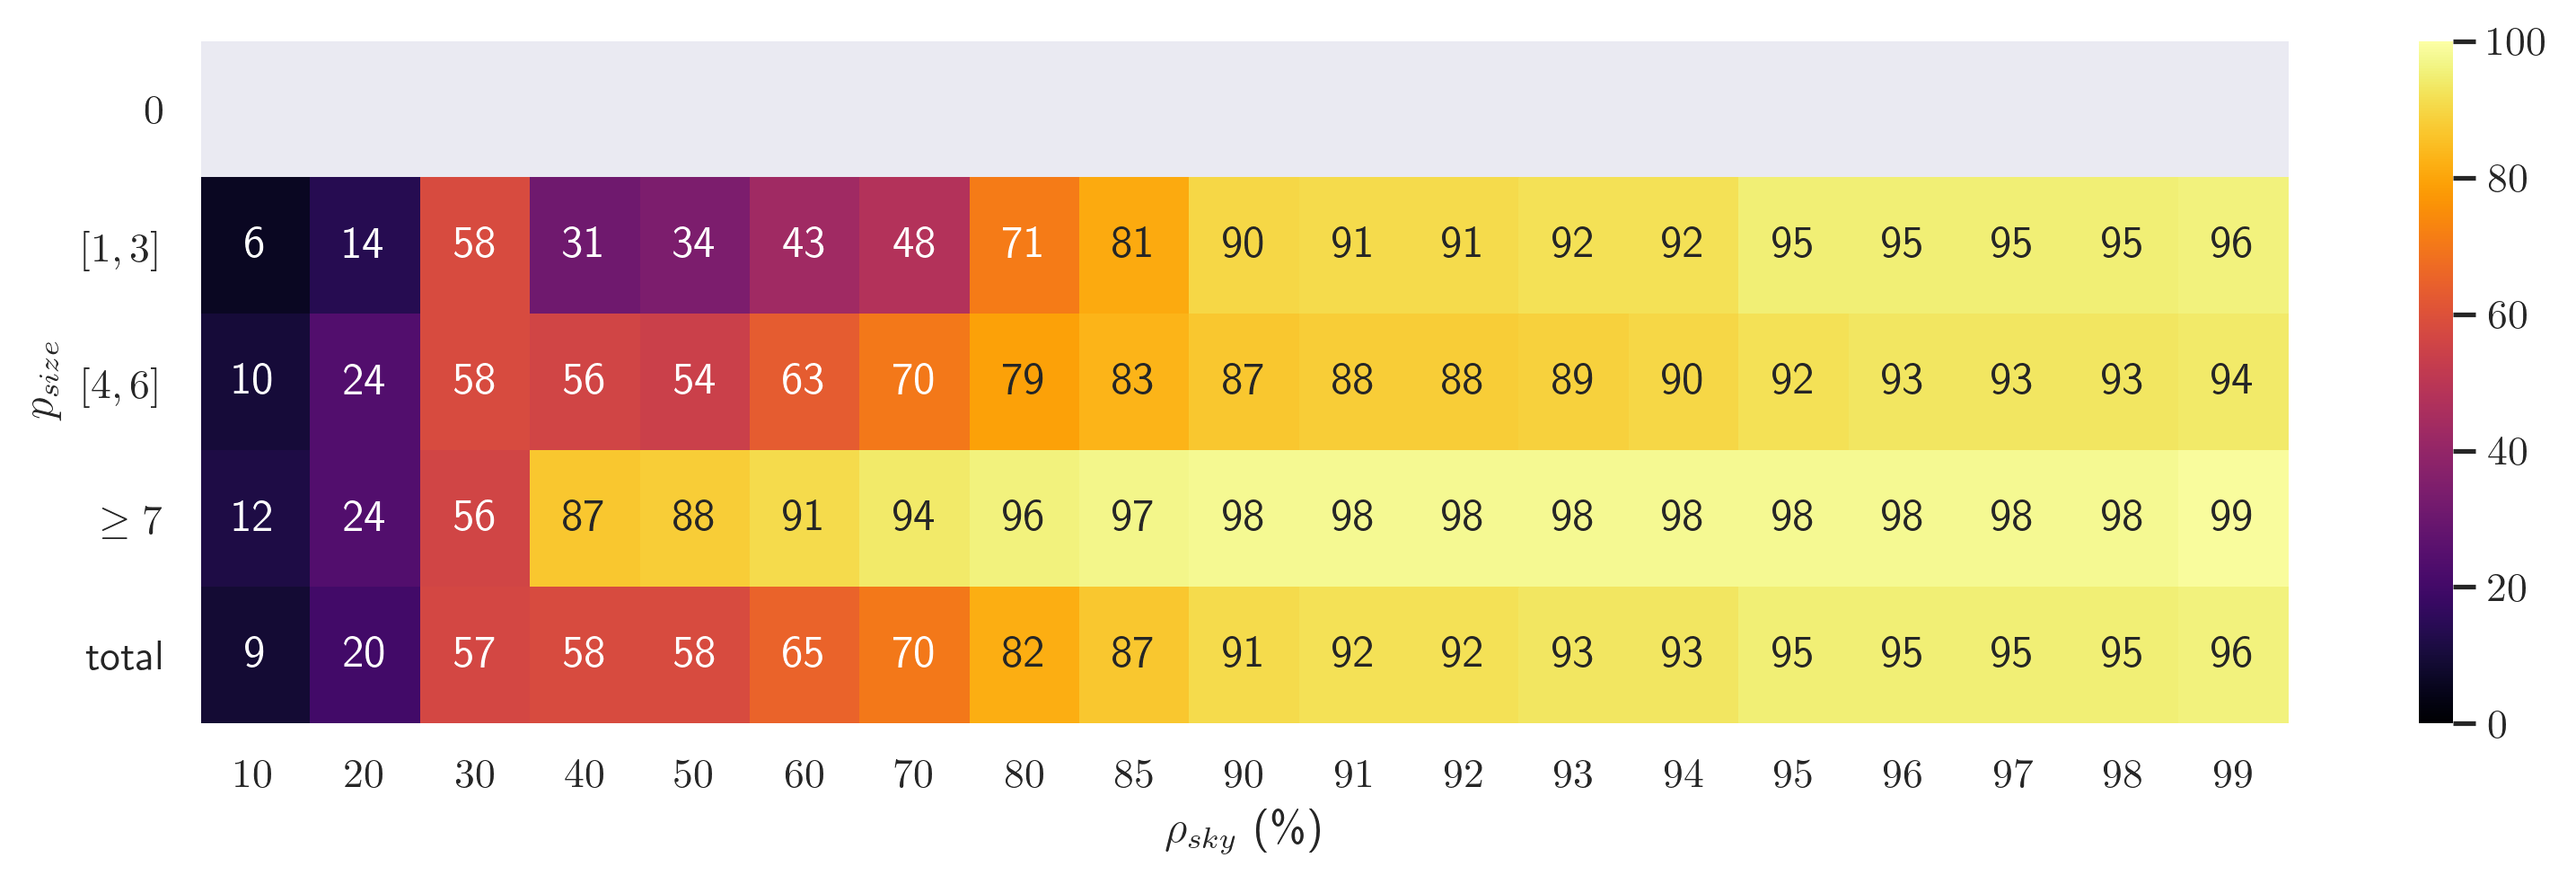 0
[1, 3] 6 14 58 31 34 43 48 71 81 90 91 91 92 92 95 95 95 95 96
[4, 6] 10 24 58 56 54 63 70 79 83 87 88 88 89 90 92 93 93 93 94
≥ 7 12 24 56 87 88 91 94 96 97 98 98 98 98 98 98 98 98 98 99
total 9 20 57 58 58 65 70 82 87 91 92 92 93 93 95 95 95 95 96
10 20 30 40 50 60 70 80 85 90 91 92 93 94 95 96 97 98 99
ρsky (%)
psize
100
80
60
40
20
0